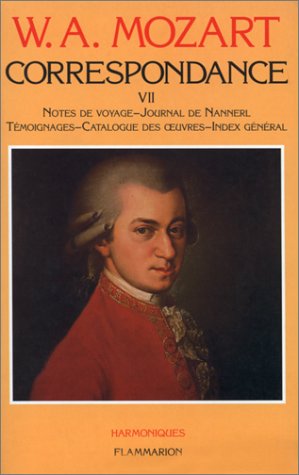 W. A. MOZART
CORRESPONDANCE
VII
NOTES DE VOYAGE–JOURNAL DE NANNERL
TÉMOIGNAGES–CATALOGUE DES ŒUVRES–INDEX GÉNÉRAL
HARMONIQUES
FLAMMARION